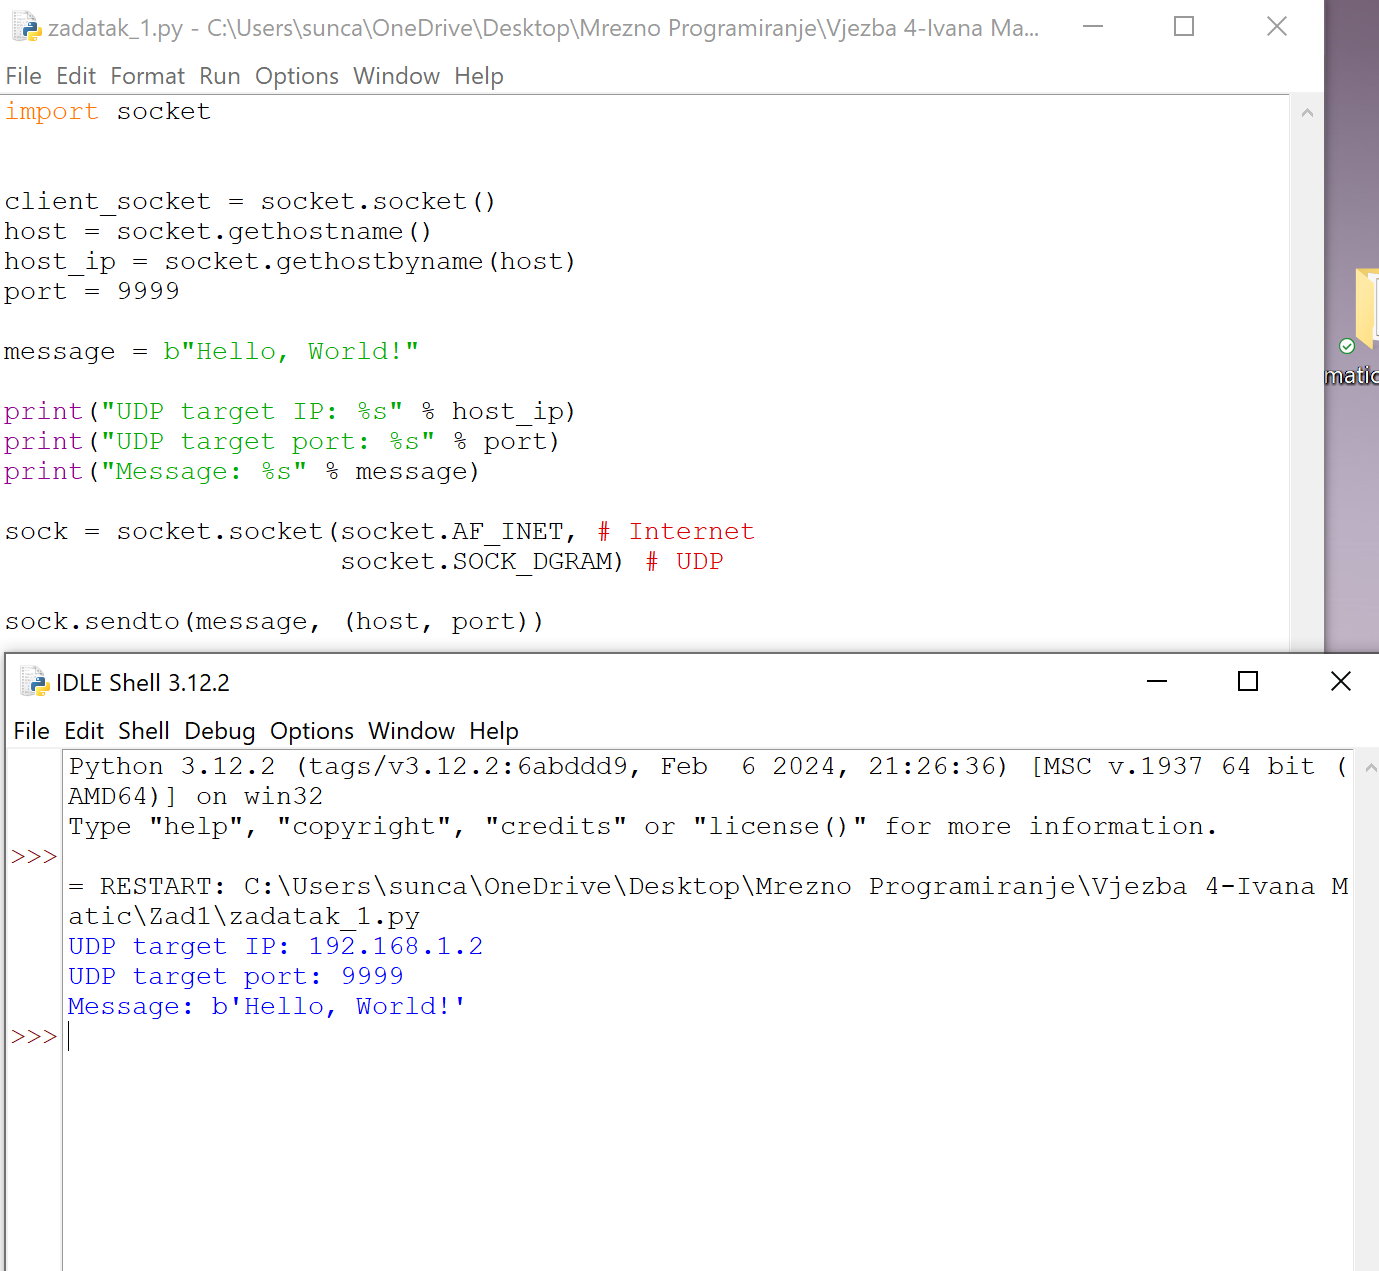 zadatak_1.py - C:\Users\sunca\OneDrive\Desktop\Mrezno Programiranje\Vjezba 4-Ivana Ma...
File Edit Format Run Options Window Help
import socket
client_socket = socket.socket()
host = socket.gethostname()
host_ip = socket.gethostbyname(host)
port = 9999
message = b"Hello, World!"
print("UDP target IP: %s" % host_ip)
print("UDP target port: %s" % port)
print("Message: %s" % message)
sock = socket.socket(socket.AF_INET, # Internet
socket.SOCK_DGRAM) # UDP
sock.sendto(message, (host, port))
matic
IDLE Shell 3.12.2
File Edit Shell Debug Options Window Help
Python 3.12.2 (tags/v3.12.2:6abddd9, Feb  6 2024, 21:26:36) [MSC v.1937 64 bit (
AMD64)] on win32
Type "help", "copyright", "credits" or "license()" for more information.
>>>
= RESTART: C:\Users\sunca\OneDrive\Desktop\Mrezno Programiranje\Vjezba 4-Ivana M
atic\Zad1\zadatak_1.py
UDP target IP: 192.168.1.2
UDP target port: 9999
Message: b'Hello, World!'
>>>